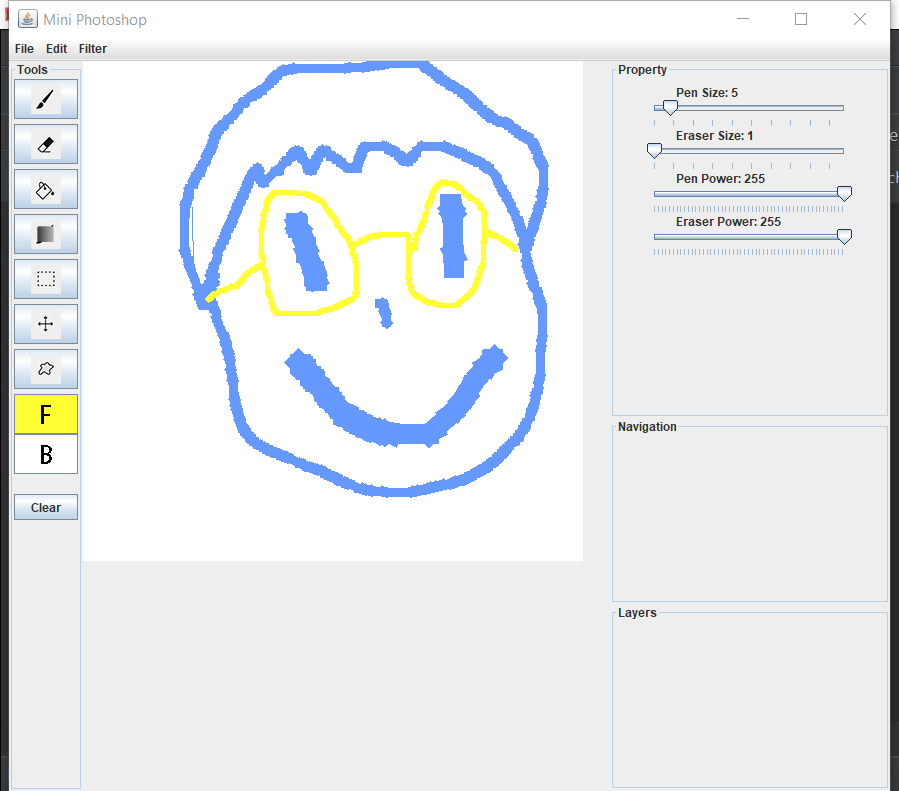 Mini Photoshop
File Edit Filter
Tools
F
B
Clear
Property
Pen Size: 5
Eraser Size: 1
Pen Power: 255
Eraser Power: 255
Navigation
Layers